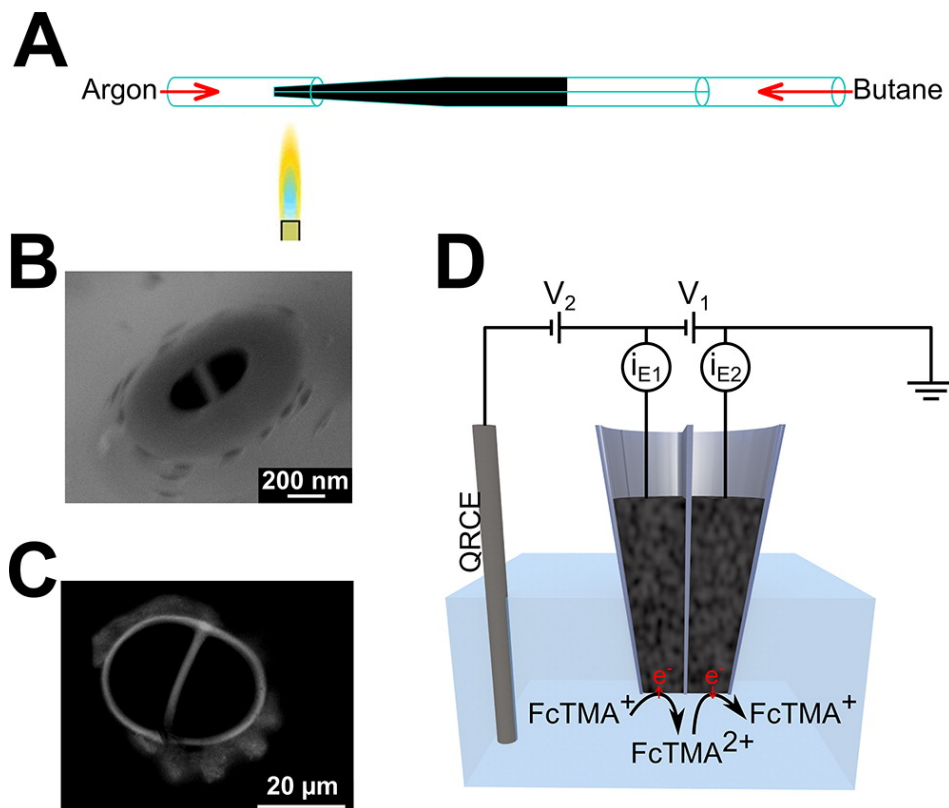 A
Argon
Butane
B
200 nm
C
20 µm
D
V2
V1
iE1
iE2
QRCE
e-
e-
FcTMA+
FcTMA2+
FcTMA+